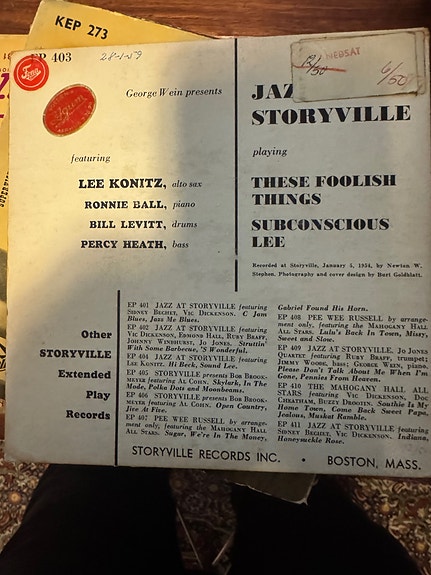 KEP 273
EP 403
28-1-59
Tono
George Wein presents
JAZ
STORYVILLE
NEDSAT
6/50
featuring
playing
LEE KONITZ, alto sax
RONNIE BALL, piano
BILL LEVITT, drums
PERCY HEATH, bass
THESE FOOLISH
THINGS
SUBCONSCIOUS
LEE
Recorded at Storyville, January 5, 1954, by Newton W.
Stephen. Photography and cover design by Burt Goldblatt.
Other
STORYVILLE
Extended
Play
Records
EP 401 JAZZ AT STORYVILLE featuring
SIDNEY BECHET, VIC DICKENSON. C Jam
Blues, Jazz Me Blues.
EP 402 JAZZ AT STORYVILLE featuring
VIC DICKENSON, EDMOND HALL, RUBY BRAFF,
JOHNNY WINDHURST, JO JONES. Struttin'
With Some Barbecue, 'S Wonderful.
EP 404 JAZZ AT STORYVILLE featuring
LEE KONITZ. Hi Beck, Sound Lee.
EP 405 STORYVILLE PRESENTS BOB BROOK-
MEYER featuring AL COHN. Skylark, In The
Mode, Polka Dots and Moonbeams.
EP 406 STORYVILLE PRESENTS BOB BROOK-
MEYER featuring AL COHN. Open Country,
Jive At Five.
EP 407 PEE WEE RUSSELL by arrange-
ment only, featuring the MAHOGANY HALL
ALL STARS. Sugar, We're In The Money,
Gabriel Found His Horn.
EP 408 PEE WEE RUSSELL by arrange-
ment only, featuring the MAHOGANY HALL
ALL STARS. Lulu's Back In Town, Missy,
Sweet and Slow.
EP 409 JAZZ AT STORYVILLE, JO JONES
QUARTET featuring RUBY BRAFF, trumpet;
JIMMY WOODS, bass; GEORGE WEIN, piano.
Please Don't Talk About Me When I'm
Gone, Pennies From Heaven.
EP 410 THE MAHOGANY HALL ALL
STARS featuring VIC DICKENSON, DOC
CHEATHAM, BUZZY DROOTIN. Southie Is My
Home Town, Come Back Sweet Papa,
Jealous, Muskat Ramble.
EP 411 JAZZ AT STORYVILLE featuring
SIDNEY BECHET, VIC DICKENSON. Indiana,
Honeysuckle Rose.
STORYVILLE RECORDS INC. • BOSTON, MASS.